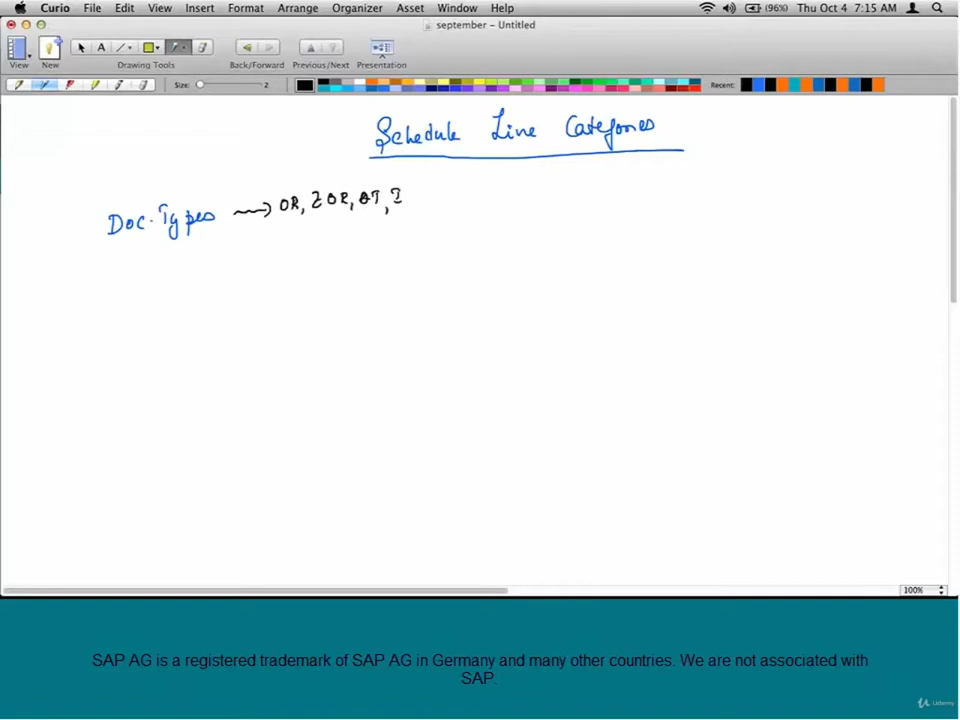 Curio File Edit View Insert Format Arrange Organizer Asset Window Help (96%) Thu Oct 4 7:15 AM
september - Untitled
View New Drawing Tools Back/Forward Previous/Next Presentation
Size: 2 Recent:
Schedule Line Categories
Doc. Types OR, ZOR,
100%
SAP AG is a registered trademark of SAP AG in Germany and many other countries. We are not associated with
SAP.
Udemy